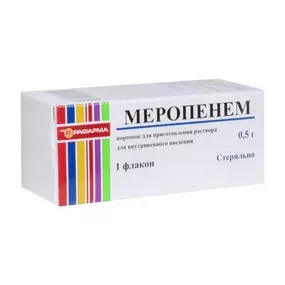 МЕРОПЕНЕМ
порошок для приготовления раствора
для внутривенного введения
0,5 г
1 флакон
Стерильно
РАФАРМА